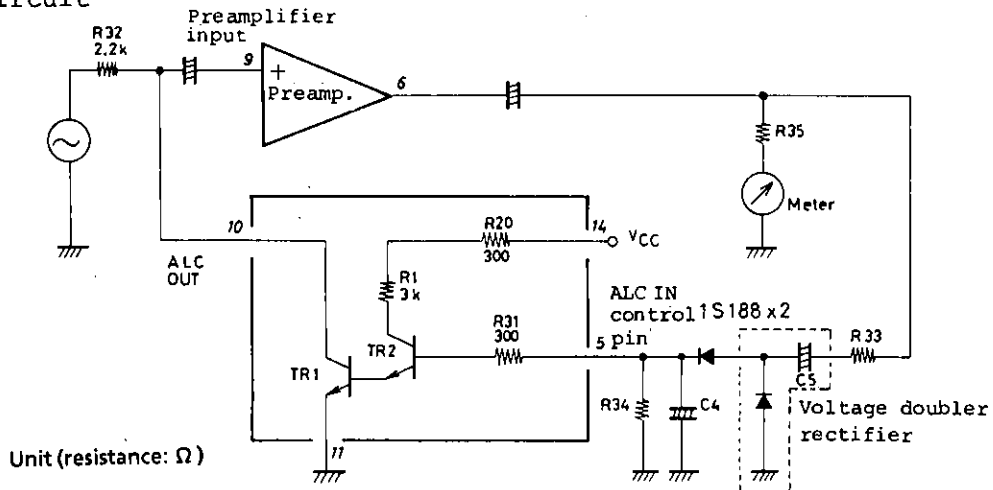 ircuit
Preamplifier
input
R32
2.2k
9
+
Preamp.
6
R35
Meter
10
ALC
OUT
R20
300
14
VCC
R1
3k
ALC IN
control 1S188 x2
pin
R31
300
5
R33
TR2
TR1
C5
R34
C4
Voltage doubler
rectifier
11
Unit (resistance: Ω)